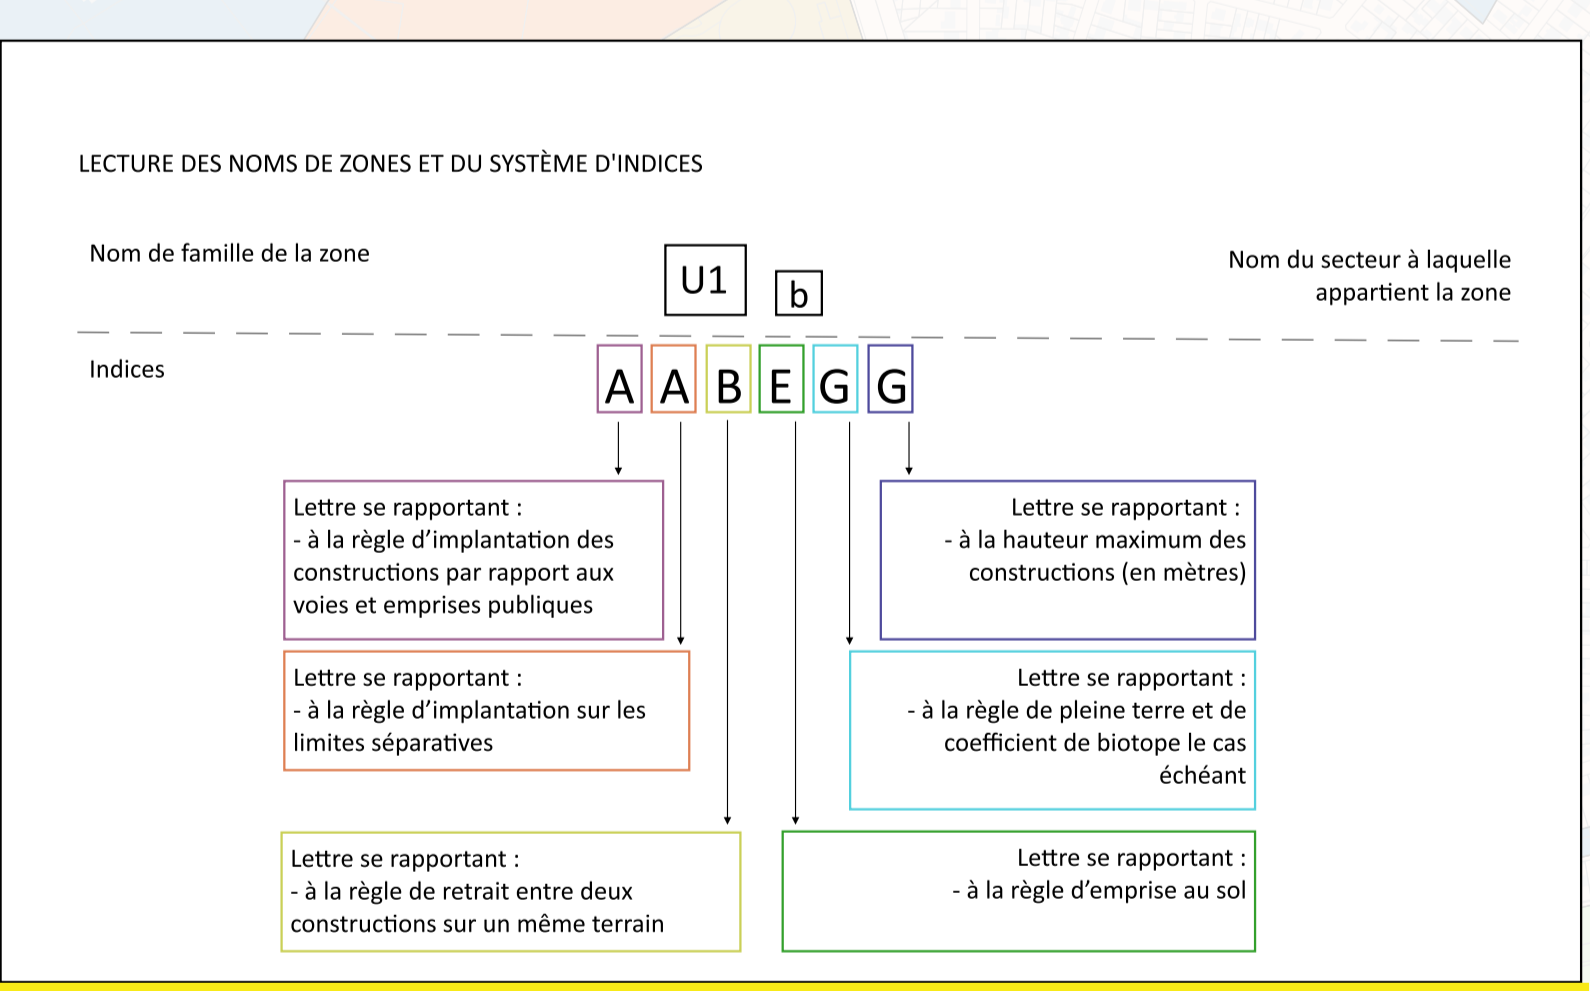 LECTURE DES NOMS DE ZONES ET DU SYSTÈME D'INDICES
Nom de famille de la zone
U1
b
Nom du secteur à laquelle
appartient la zone
Indices
A A B E G G
Lettre se rapportant :
- à la règle d’implantation des
constructions par rapport aux
voies et emprises publiques
Lettre se rapportant :
- à la hauteur maximum des
constructions (en mètres)
Lettre se rapportant :
- à la règle d’implantation sur les
limites séparatives
Lettre se rapportant :
- à la règle de pleine terre et de
coefficient de biotope le cas
échéant
Lettre se rapportant :
- à la règle de retrait entre deux
constructions sur un même terrain
Lettre se rapportant :
- à la règle d’emprise au sol